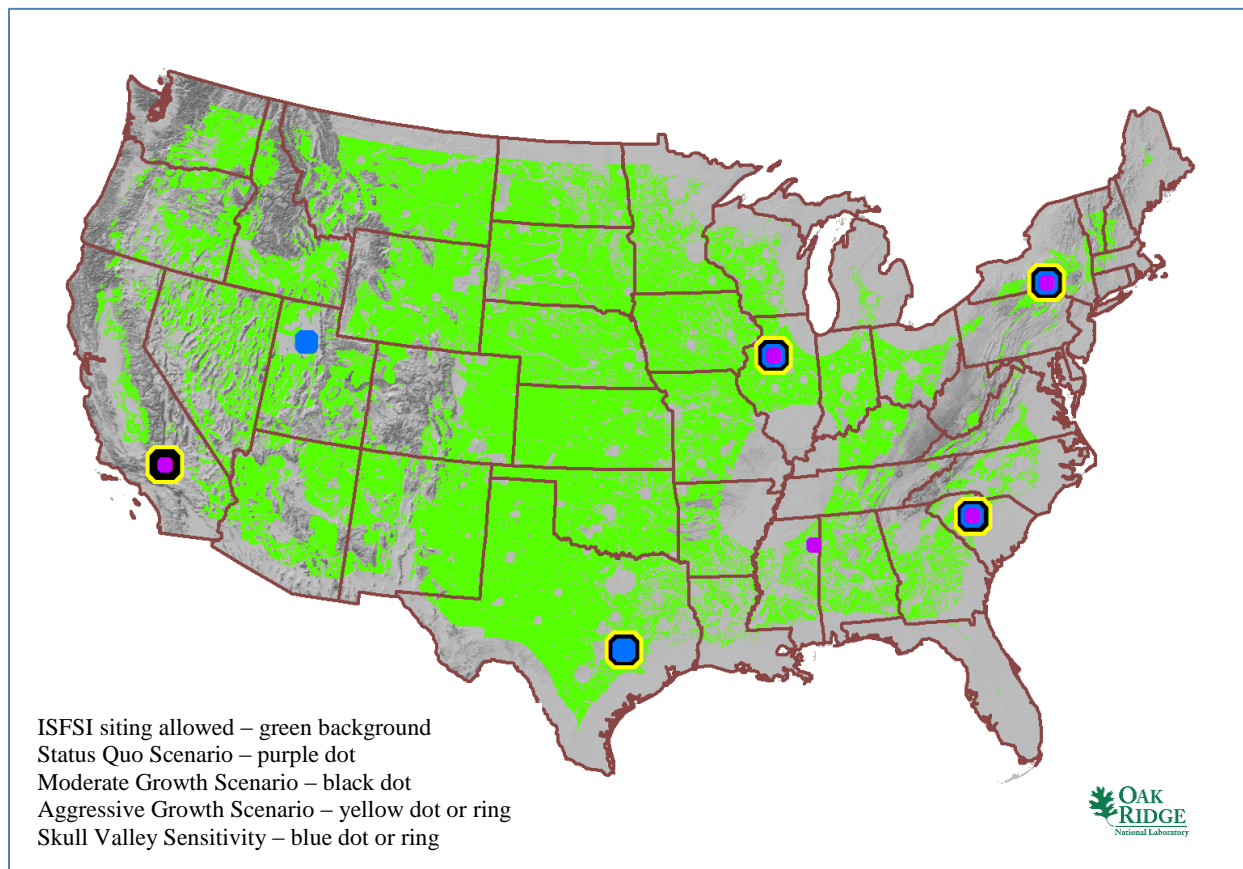 ISFSI siting allowed – green background
Status Quo Scenario – purple dot
Moderate Growth Scenario – black dot
Aggressive Growth Scenario – yellow dot or ring
Skull Valley Sensitivity – blue dot or ring
OAK
RIDGE
National Laboratory